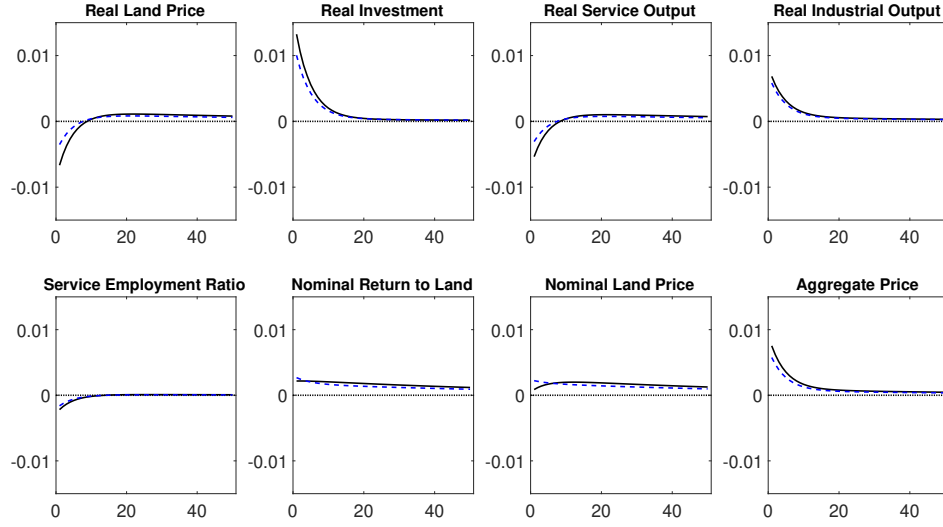 Real Land Price
0.01
0
-0.01
0 20 40
Real Investment
0.01
0
-0.01
0 20 40
Real Service Output
0.01
0
-0.01
0 20 40
Real Industrial Output
0.01
0
-0.01
0 20 40
Service Employment Ratio
0.01
0
-0.01
0 20 40
Nominal Return to Land
0.01
0
-0.01
0 20 40
Nominal Land Price
0.01
0
-0.01
0 20 40
Aggregate Price
0.01
0
-0.01
0 20 40